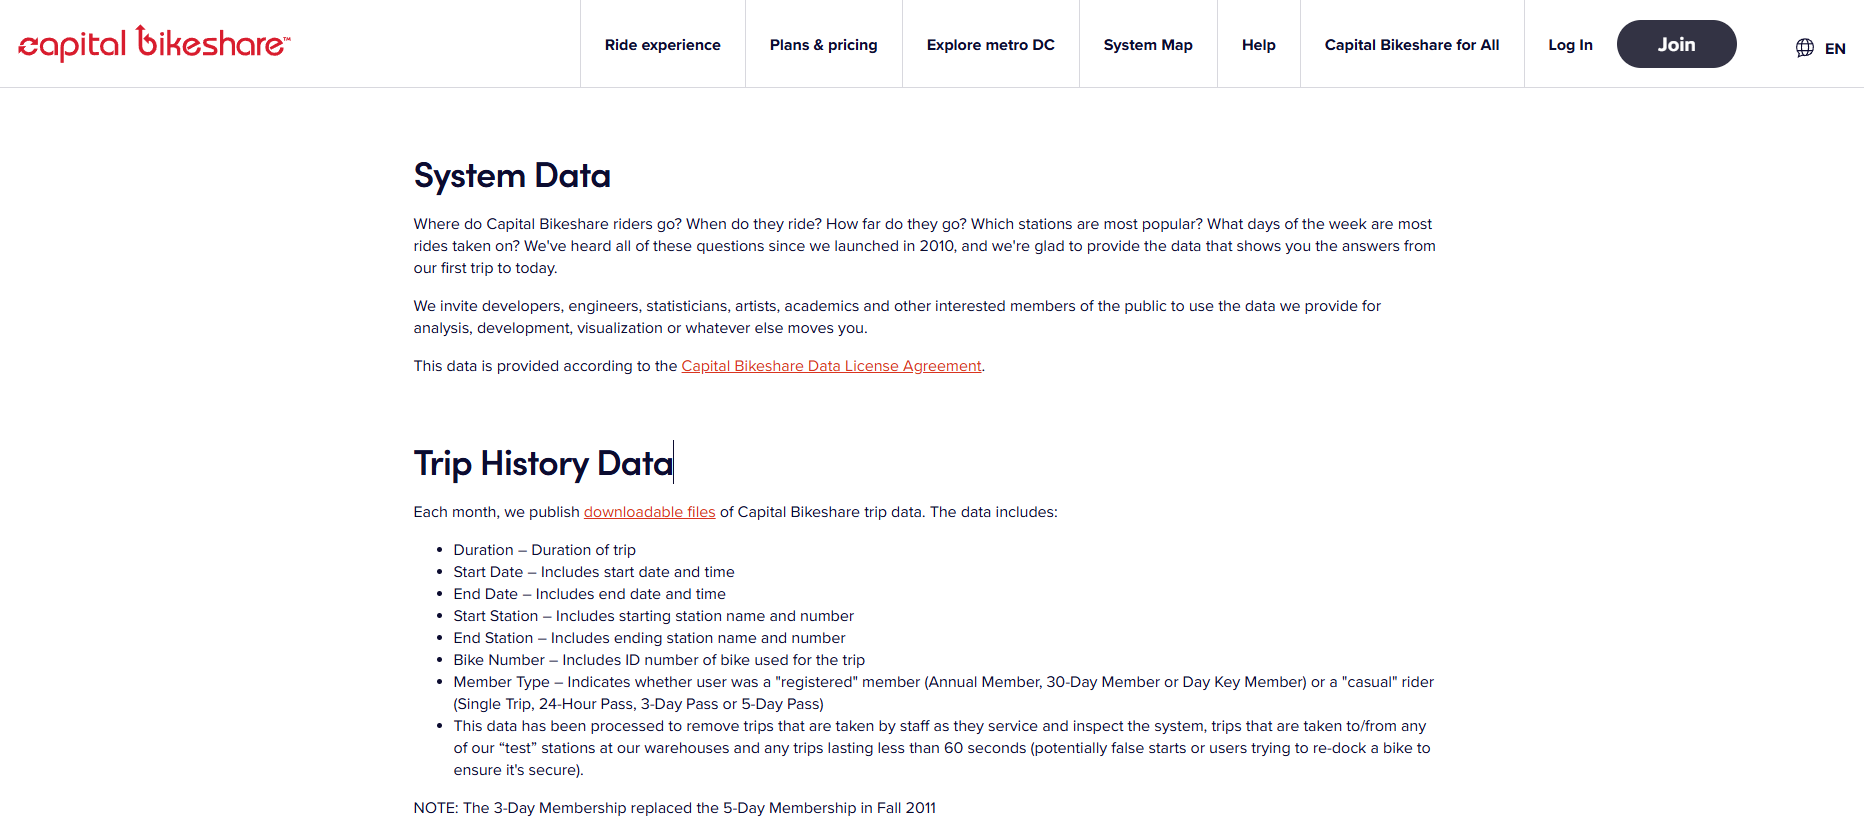 capital bikeshare™
Ride experience
Plans & pricing
Explore metro DC
System Map
Help
Capital Bikeshare for All
Log In
Join
EN
System Data
Where do Capital Bikeshare riders go? When do they ride? How far do they go? Which stations are most popular? What days of the week are most
rides taken on? We've heard all of these questions since we launched in 2010, and we're glad to provide the data that shows you the answers from
our first trip to today.
We invite developers, engineers, statisticians, artists, academics and other interested members of the public to use the data we provide for
analysis, development, visualization or whatever else moves you.
This data is provided according to the Capital Bikeshare Data License Agreement.
Trip History Data
Each month, we publish downloadable files of Capital Bikeshare trip data. The data includes:
• Duration – Duration of trip
• Start Date – Includes start date and time
• End Date – Includes end date and time
• Start Station – Includes starting station name and number
• End Station – Includes ending station name and number
• Bike Number – Includes ID number of bike used for the trip
• Member Type – Indicates whether user was a "registered" member (Annual Member, 30-Day Member or Day Key Member) or a "casual" rider
(Single Trip, 24-Hour Pass, 3-Day Pass or 5-Day Pass)
• This data has been processed to remove trips that are taken by staff as they service and inspect the system, trips that are taken to/from any
of our “test” stations at our warehouses and any trips lasting less than 60 seconds (potentially false starts or users trying to re-dock a bike to
ensure it's secure).
NOTE: The 3-Day Membership replaced the 5-Day Membership in Fall 2011